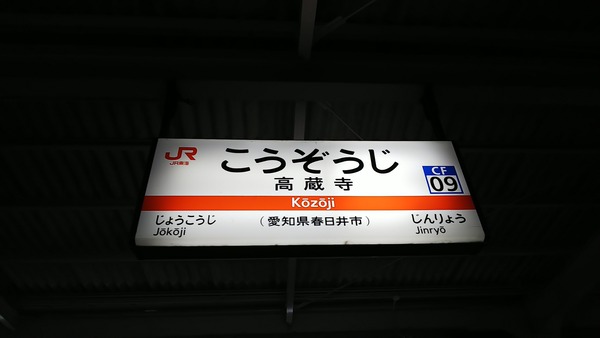 JR
JR東海
こうぞうじ
高蔵寺
CF
09
Kōzōji
じょうこうじ
Jōkōji
(愛知県春日井市)
じんりょう
Jinryō